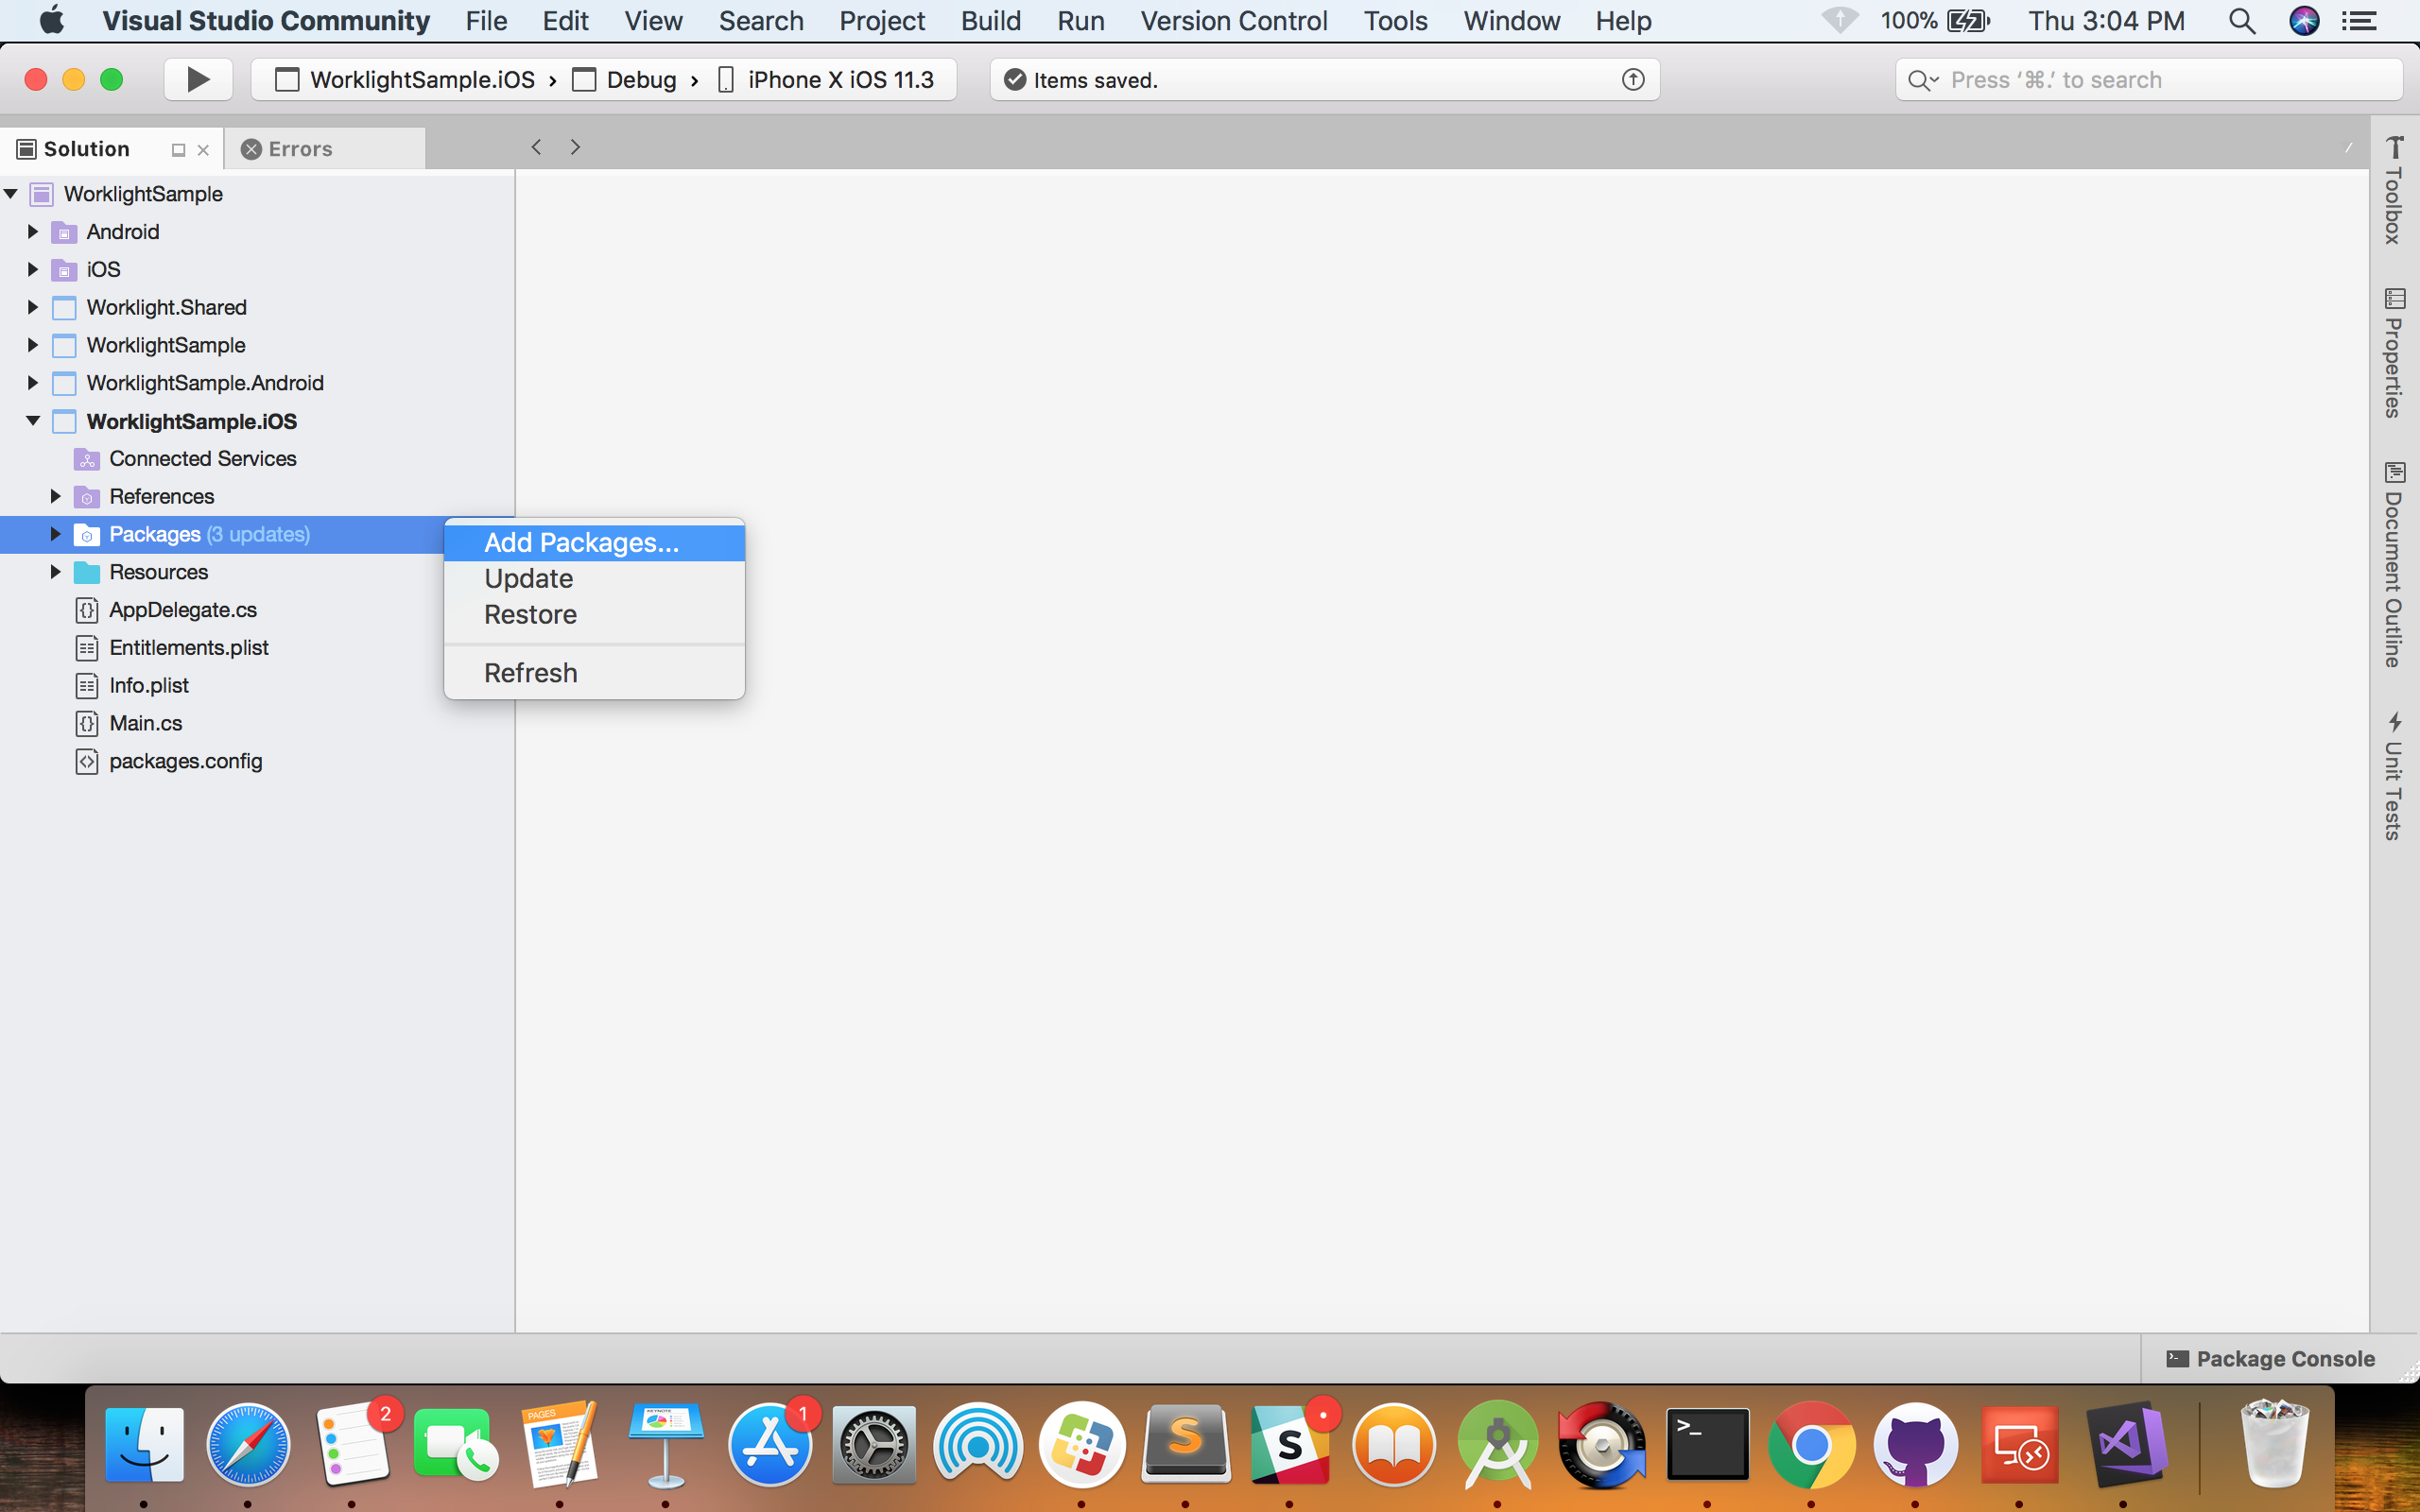 Visual Studio Community File Edit View Search Project Build Run Version Control Tools Window Help 100% Thu 3:04 PM
WorklightSample.iOS › Debug › iPhone X iOS 11.3 Items saved. Press ‘⌘.’ to search
Solution Errors
WorklightSample
Android
iOS
Worklight.Shared
WorklightSample
WorklightSample.Android
WorklightSample.iOS
Connected Services
References
Packages (3 updates)
Resources
AppDelegate.cs
Entitlements.plist
Info.plist
Main.cs
packages.config
Add Packages...
Update
Restore
Refresh
Toolbox
Properties
Document Outline
Unit Tests
Package Console
2
PAGES
KEYNOTE
1
S
S
>_